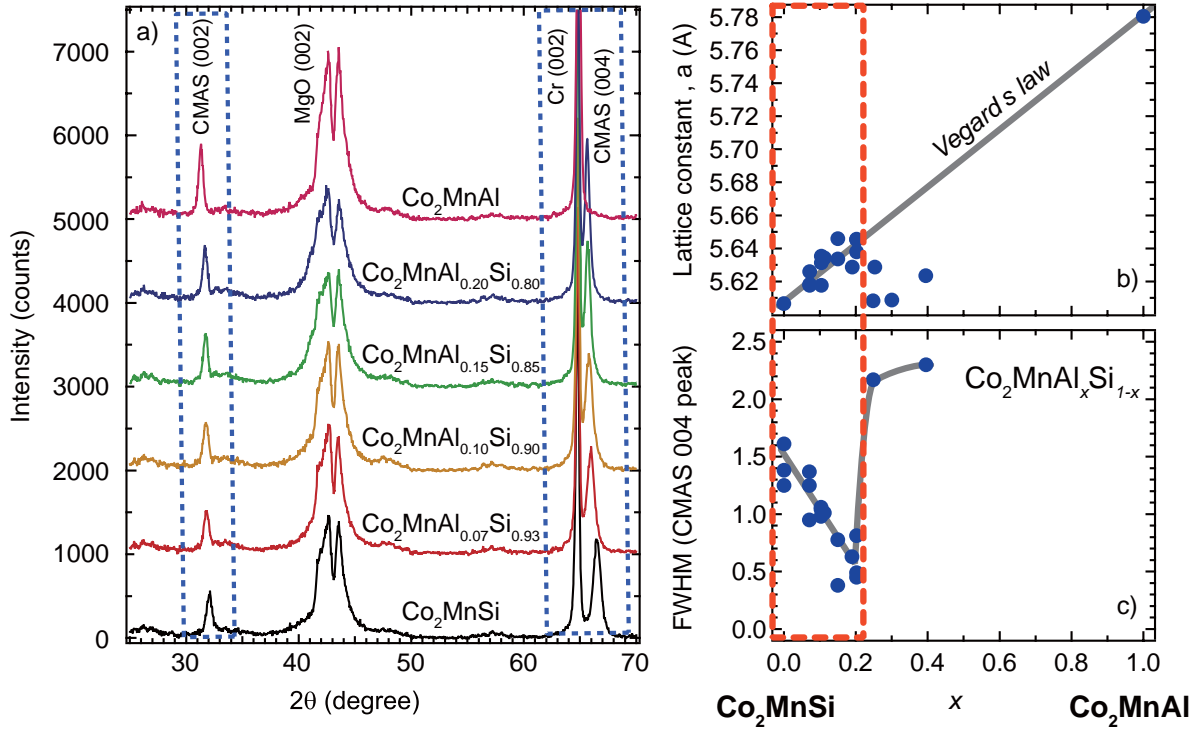 a)
CMAS (002)
MgO (002)
Cr (002)
CMAS (004)
7000
6000
5000
4000
3000
2000
1000
0
Intensity (counts)
Co2MnAl
Co2MnAl0.20Si0.80
Co2MnAl0.15Si0.85
Co2MnAl0.10Si0.90
Co2MnAl0.07Si0.93
Co2MnSi
30 40 50 60 70
2θ (degree)
5.78
5.76
5.74
5.72
5.70
5.68
5.66
5.64
5.62
Lattice constant , a (A)
Vegard s law
b)
2.5
2.0
1.5
1.0
0.5
0.0
FWHM (CMAS 004 peak)
Co2MnAlxSi1-x
c)
0.0 0.2 0.4 0.6 0.8 1.0
Co2MnSi x Co2MnAl